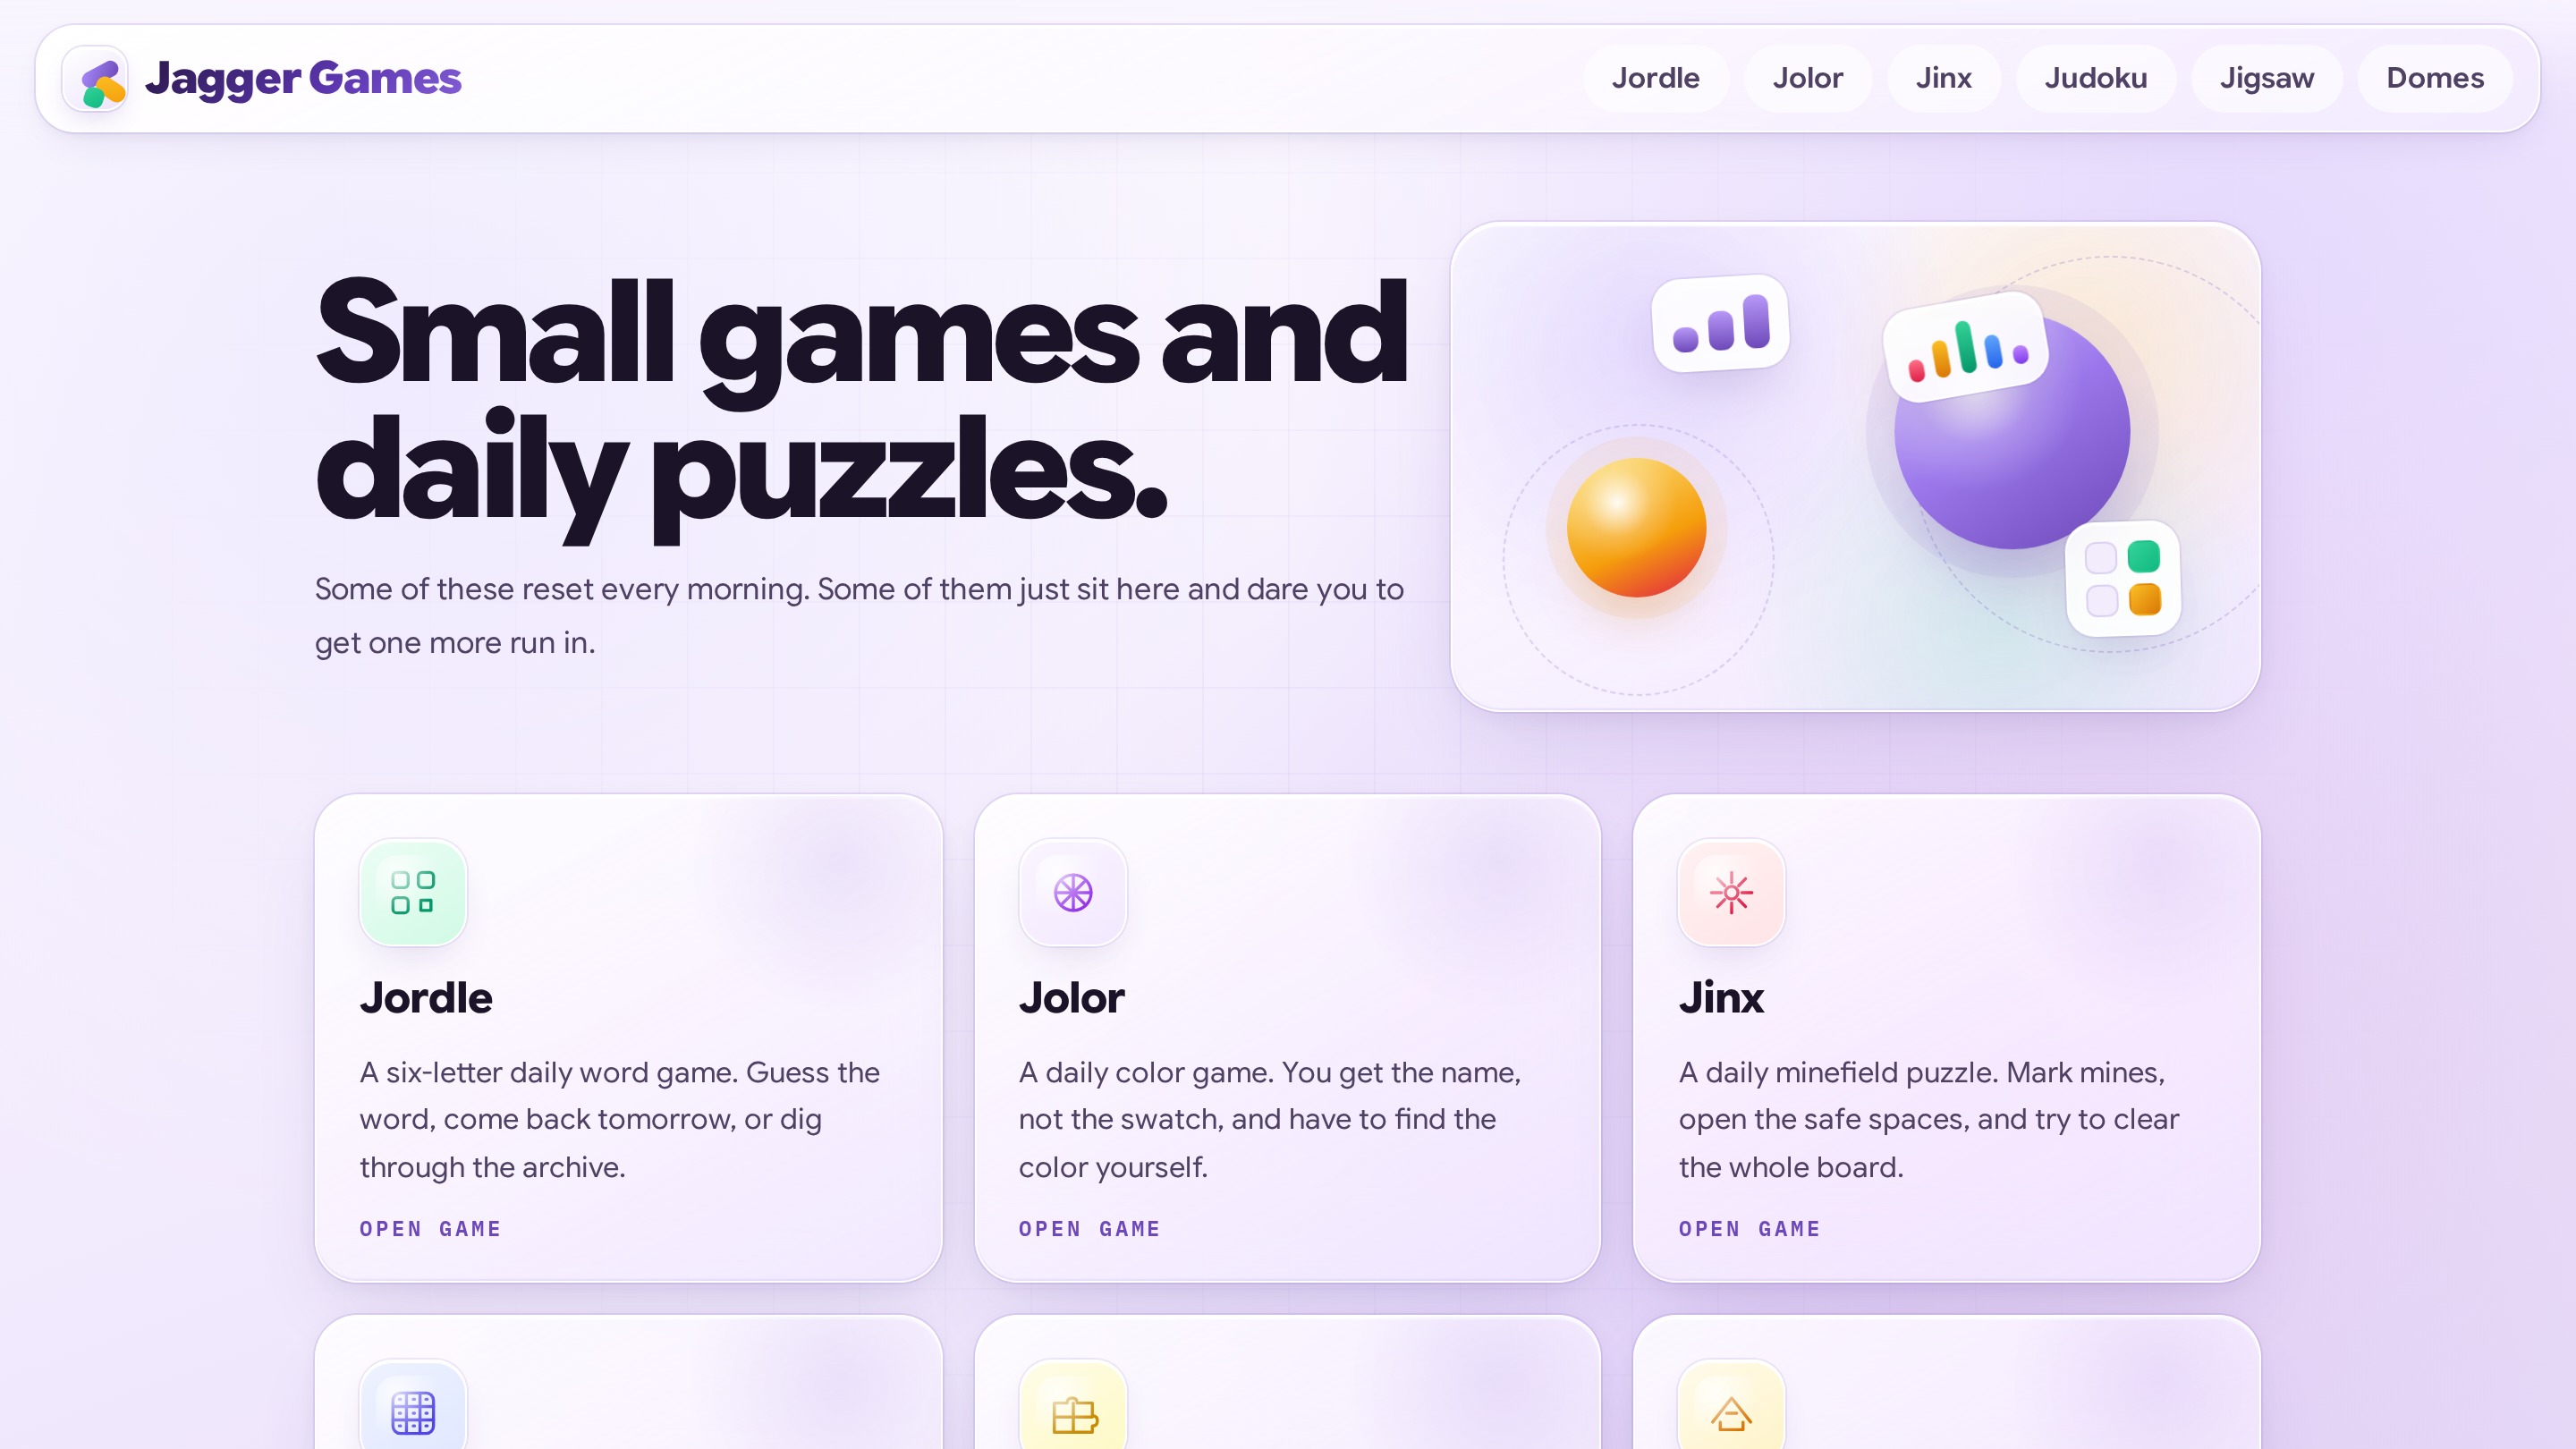 Jagger Games
Jordle
Jolor
Jinx
Judoku
Jigsaw
Domes
Small games and
daily puzzles.
Some of these reset every morning. Some of them just sit here and dare you to
get one more run in.
Jordle
A six-letter daily word game. Guess the
word, come back tomorrow, or dig
through the archive.
OPEN GAME
Jolor
A daily color game. You get the name,
not the swatch, and have to find the
color yourself.
OPEN GAME
Jinx
A daily minefield puzzle. Mark mines,
open the safe spaces, and try to clear
the whole board.
OPEN GAME